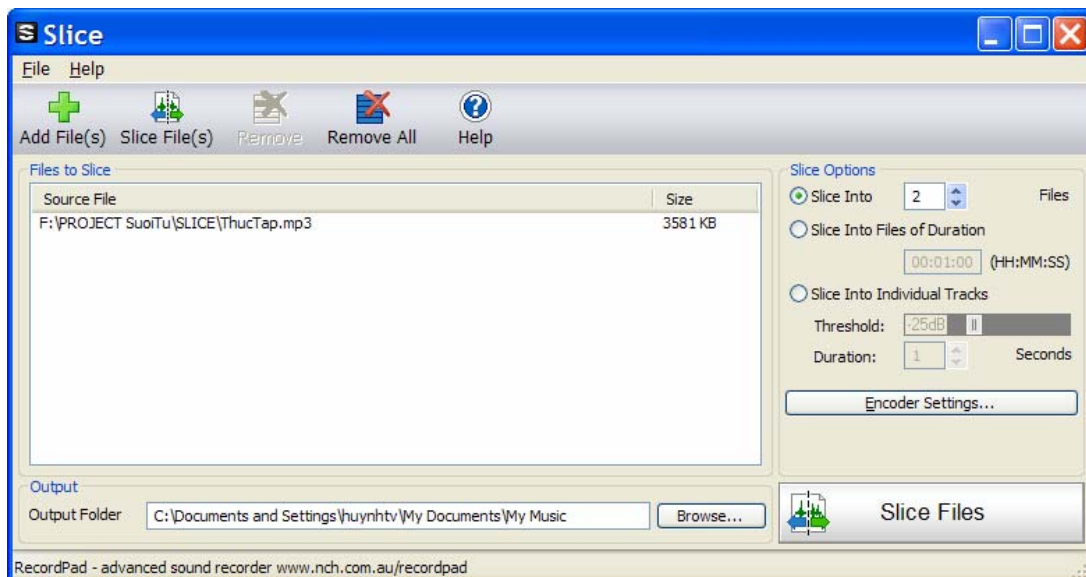 Slice
File Help
Add File(s) Slice File(s) Remove Remove All Help
Files to Slice
Source File Size
F:\PROJECT SuoiTu\SLICE\ThucTap.mp3 3581 KB
Slice Options
Slice Into 2 Files
Slice Into Files of Duration
00:01:00 (HH:MM:SS)
Slice Into Individual Tracks
Threshold: -25dB
Duration: 1 Seconds
Encoder Settings...
Output
Output Folder C:\Documents and Settings\huynhtv\My Documents\My Music Browse...
Slice Files
RecordPad - advanced sound recorder www.nch.com.au/recordpad